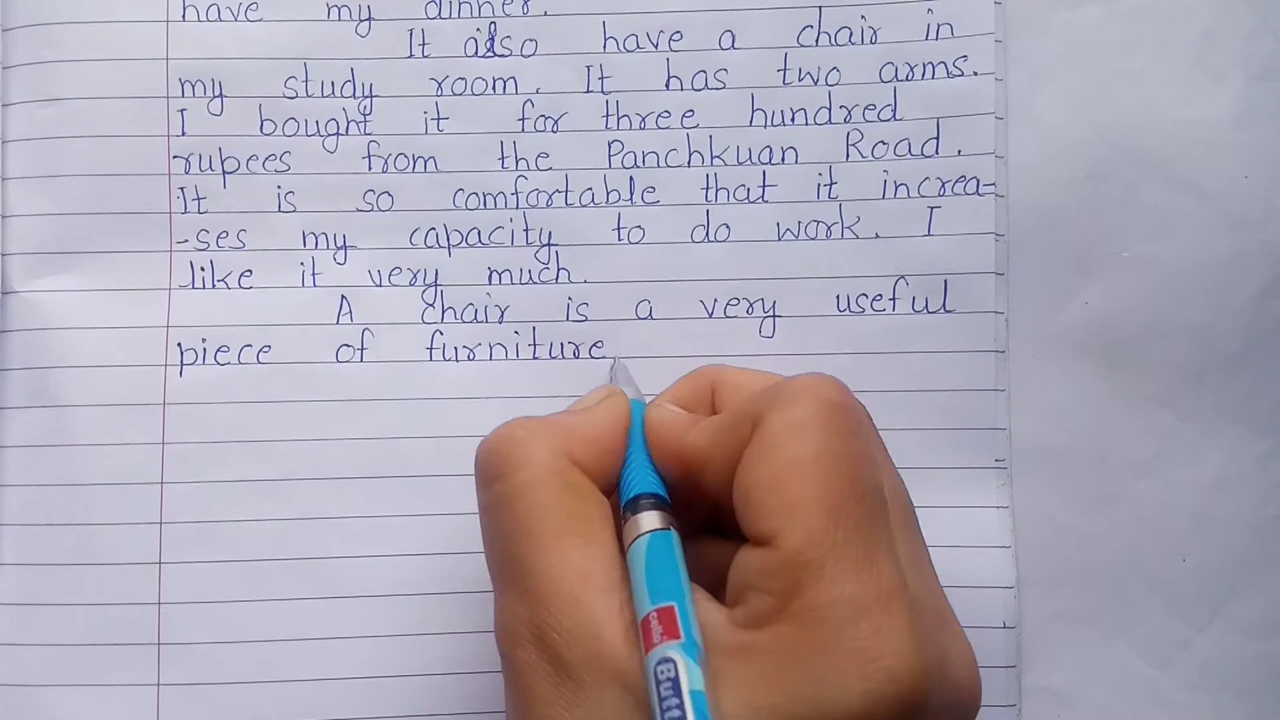 have my dinner.
It also have a chair in
my study room. It has two arms.
I bought it for three hundred
rupees from the Panchkuan Road.
It is so comfortable that it increa=
-ses my capacity to do work. I
like it very much.
A chair is a very useful
piece of furniture
cello
Butt